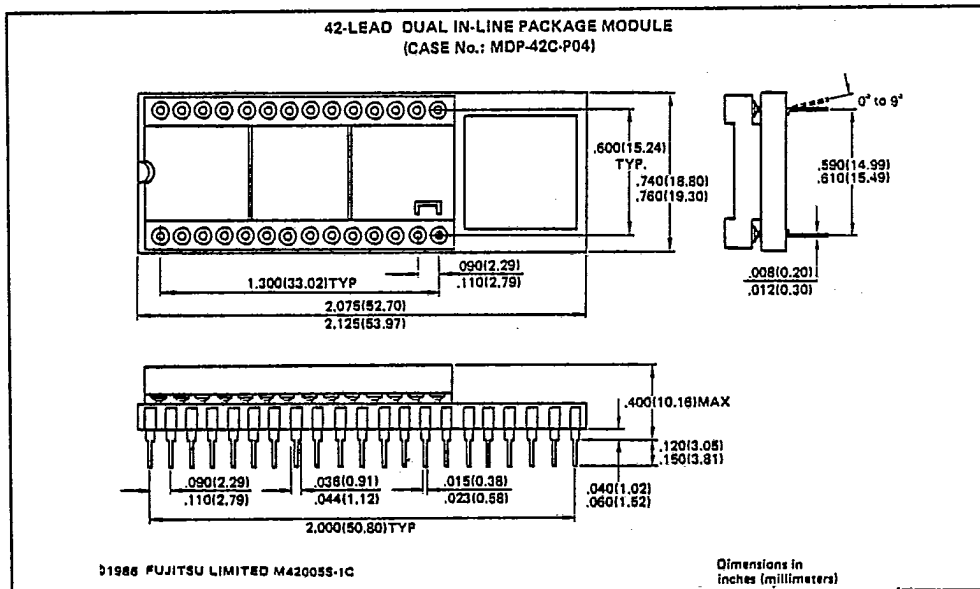 42-LEAD DUAL IN-LINE PACKAGE MODULE
(CASE No.: MDP-42C-P04)
0° to 9°
.600(15.24)
TYP.
.740(18.80)
.760(19.30)
.590(14.99)
.610(15.49)
.090(2.29)
.110(2.79)
1.300(33.02)TYP
2.075(52.70)
2.125(53.97)
.008(0.20)
.012(0.30)
.400(10.16)MAX
.120(3.05)
.150(3.81)
.090(2.29)
.110(2.79)
.036(0.91)
.044(1.12)
.015(0.38)
.023(0.58)
.040(1.02)
.060(1.52)
2.000(50.80)TYP
1986 FUJITSU LIMITED M42005S-1C
Dimensions in
inches (millimeters)